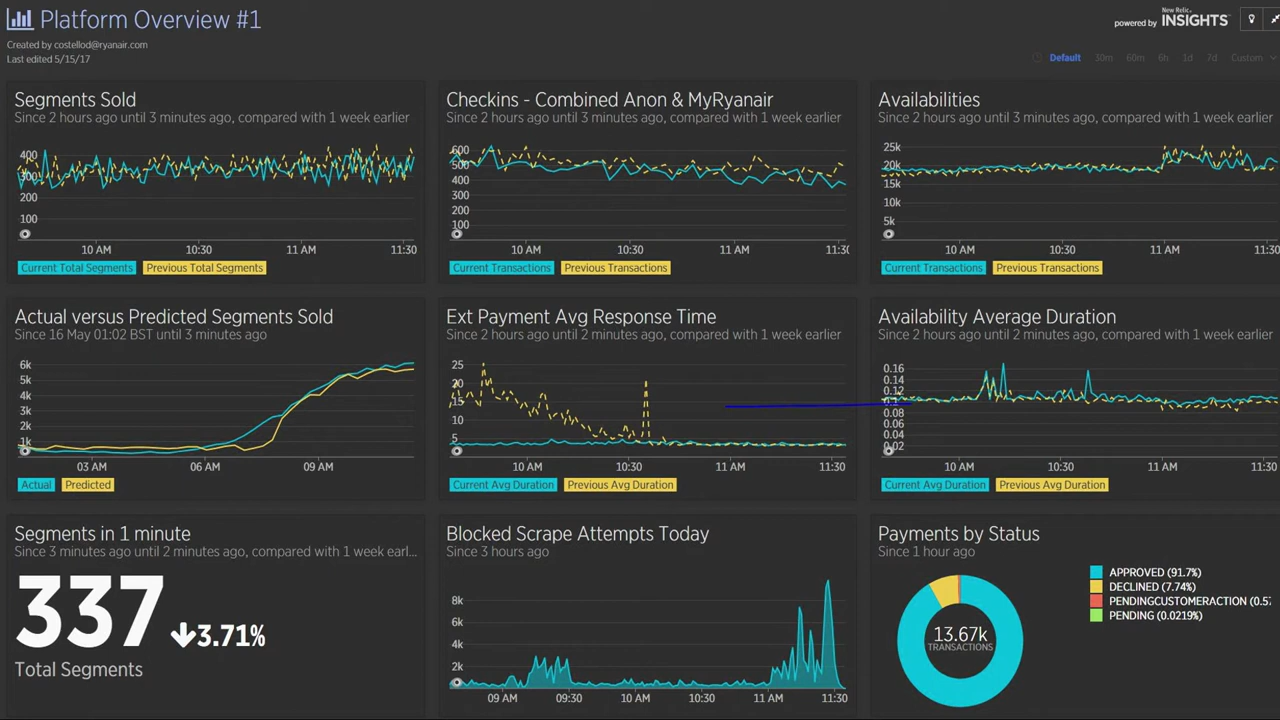 Platform Overview #1
Created by costellod@ryanair.com
Last edited 5/15/17
powered by New Relic. INSIGHTS
Default 30m 60m 6h 1d 7d Custom
Segments Sold
Since 2 hours ago until 3 minutes ago, compared with 1 week earlier
400
300
200
100
10 AM 10:30 11 AM 11:30
Current Total Segments Previous Total Segments
Checkins - Combined Anon & MyRyanair
Since 2 hours ago until 3 minutes ago, compared with 1 week earlier
600
500
400
300
200
100
10 AM 10:30 11 AM 11:30
Current Transactions Previous Transactions
Availabilities
Since 2 hours ago until 3 minutes ago, compared with 1 week earlier
25k
20k
15k
10k
5k
10 AM 10:30 11 AM 11:30
Current Transactions Previous Transactions
Actual versus Predicted Segments Sold
Since 16 May 01:02 BST until 3 minutes ago
6k
5k
4k
3k
2k
1k
03 AM 06 AM 09 AM
Actual Predicted
Ext Payment Avg Response Time
Since 2 hours ago until 2 minutes ago, compared with 1 week earlier
25
20
15
10
5
10 AM 10:30 11 AM 11:30
Current Avg Duration Previous Avg Duration
Availability Average Duration
Since 2 hours ago until 2 minutes ago, compared with 1 week earlier
0.16
0.14
0.12
0.1
0.08
0.06
0.04
0.02
10 AM 10:30 11 AM 11:30
Current Avg Duration Previous Avg Duration
Segments in 1 minute
Since 3 minutes ago until 2 minutes ago, compared with 1 week earl...
337 3.71%
Total Segments
Blocked Scrape Attempts Today
Since 3 hours ago
8k
6k
4k
2k
09 AM 09:30 10 AM 10:30 11 AM 11:30
Payments by Status
Since 1 hour ago
13.67k
TRANSACTIONS
APPROVED (91.7%)
DECLINED (7.74%)
PENDINGCUSTOMERACTION (0.5
PENDING (0.0219%)